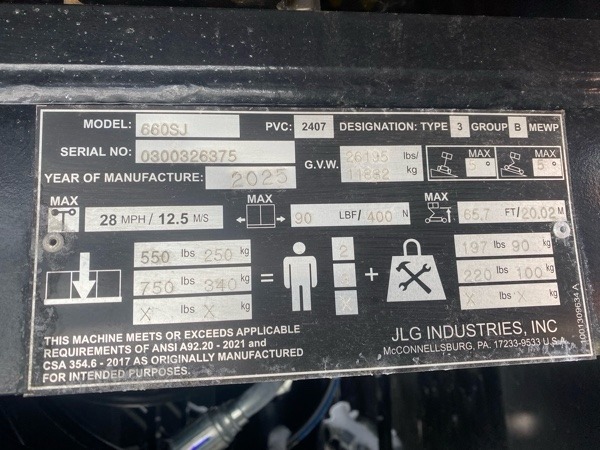 MODEL: 660SJ PVC: 2407 DESIGNATION: TYPE 3 GROUP B MEWP
SERIAL NO: 0300326375
G.V.W. 26195 lbs/ 11882 kg
MAX 5° MAX 5°
YEAR OF MANUFACTURE: 2025
MAX 28 MPH / 12.5 M/S
MAX 90 LBF/ 400 N
MAX 65.7 FT/ 20.02 M
550 lbs 250 kg = 2 + 197 lbs 90 kg
750 lbs 340 kg 220 lbs 100 kg
X lbs X kg X X lbs X kg
THIS MACHINE MEETS OR EXCEEDS APPLICABLE
REQUIREMENTS OF ANSI A92.20 - 2021 and
CSA 354.6 - 2017 AS ORIGINALLY MANUFACTURED
FOR INTENDED PURPOSES.
JLG INDUSTRIES, INC
McCONNELLSBURG, PA. 17233-9533 U.S.A.
1001309634 A